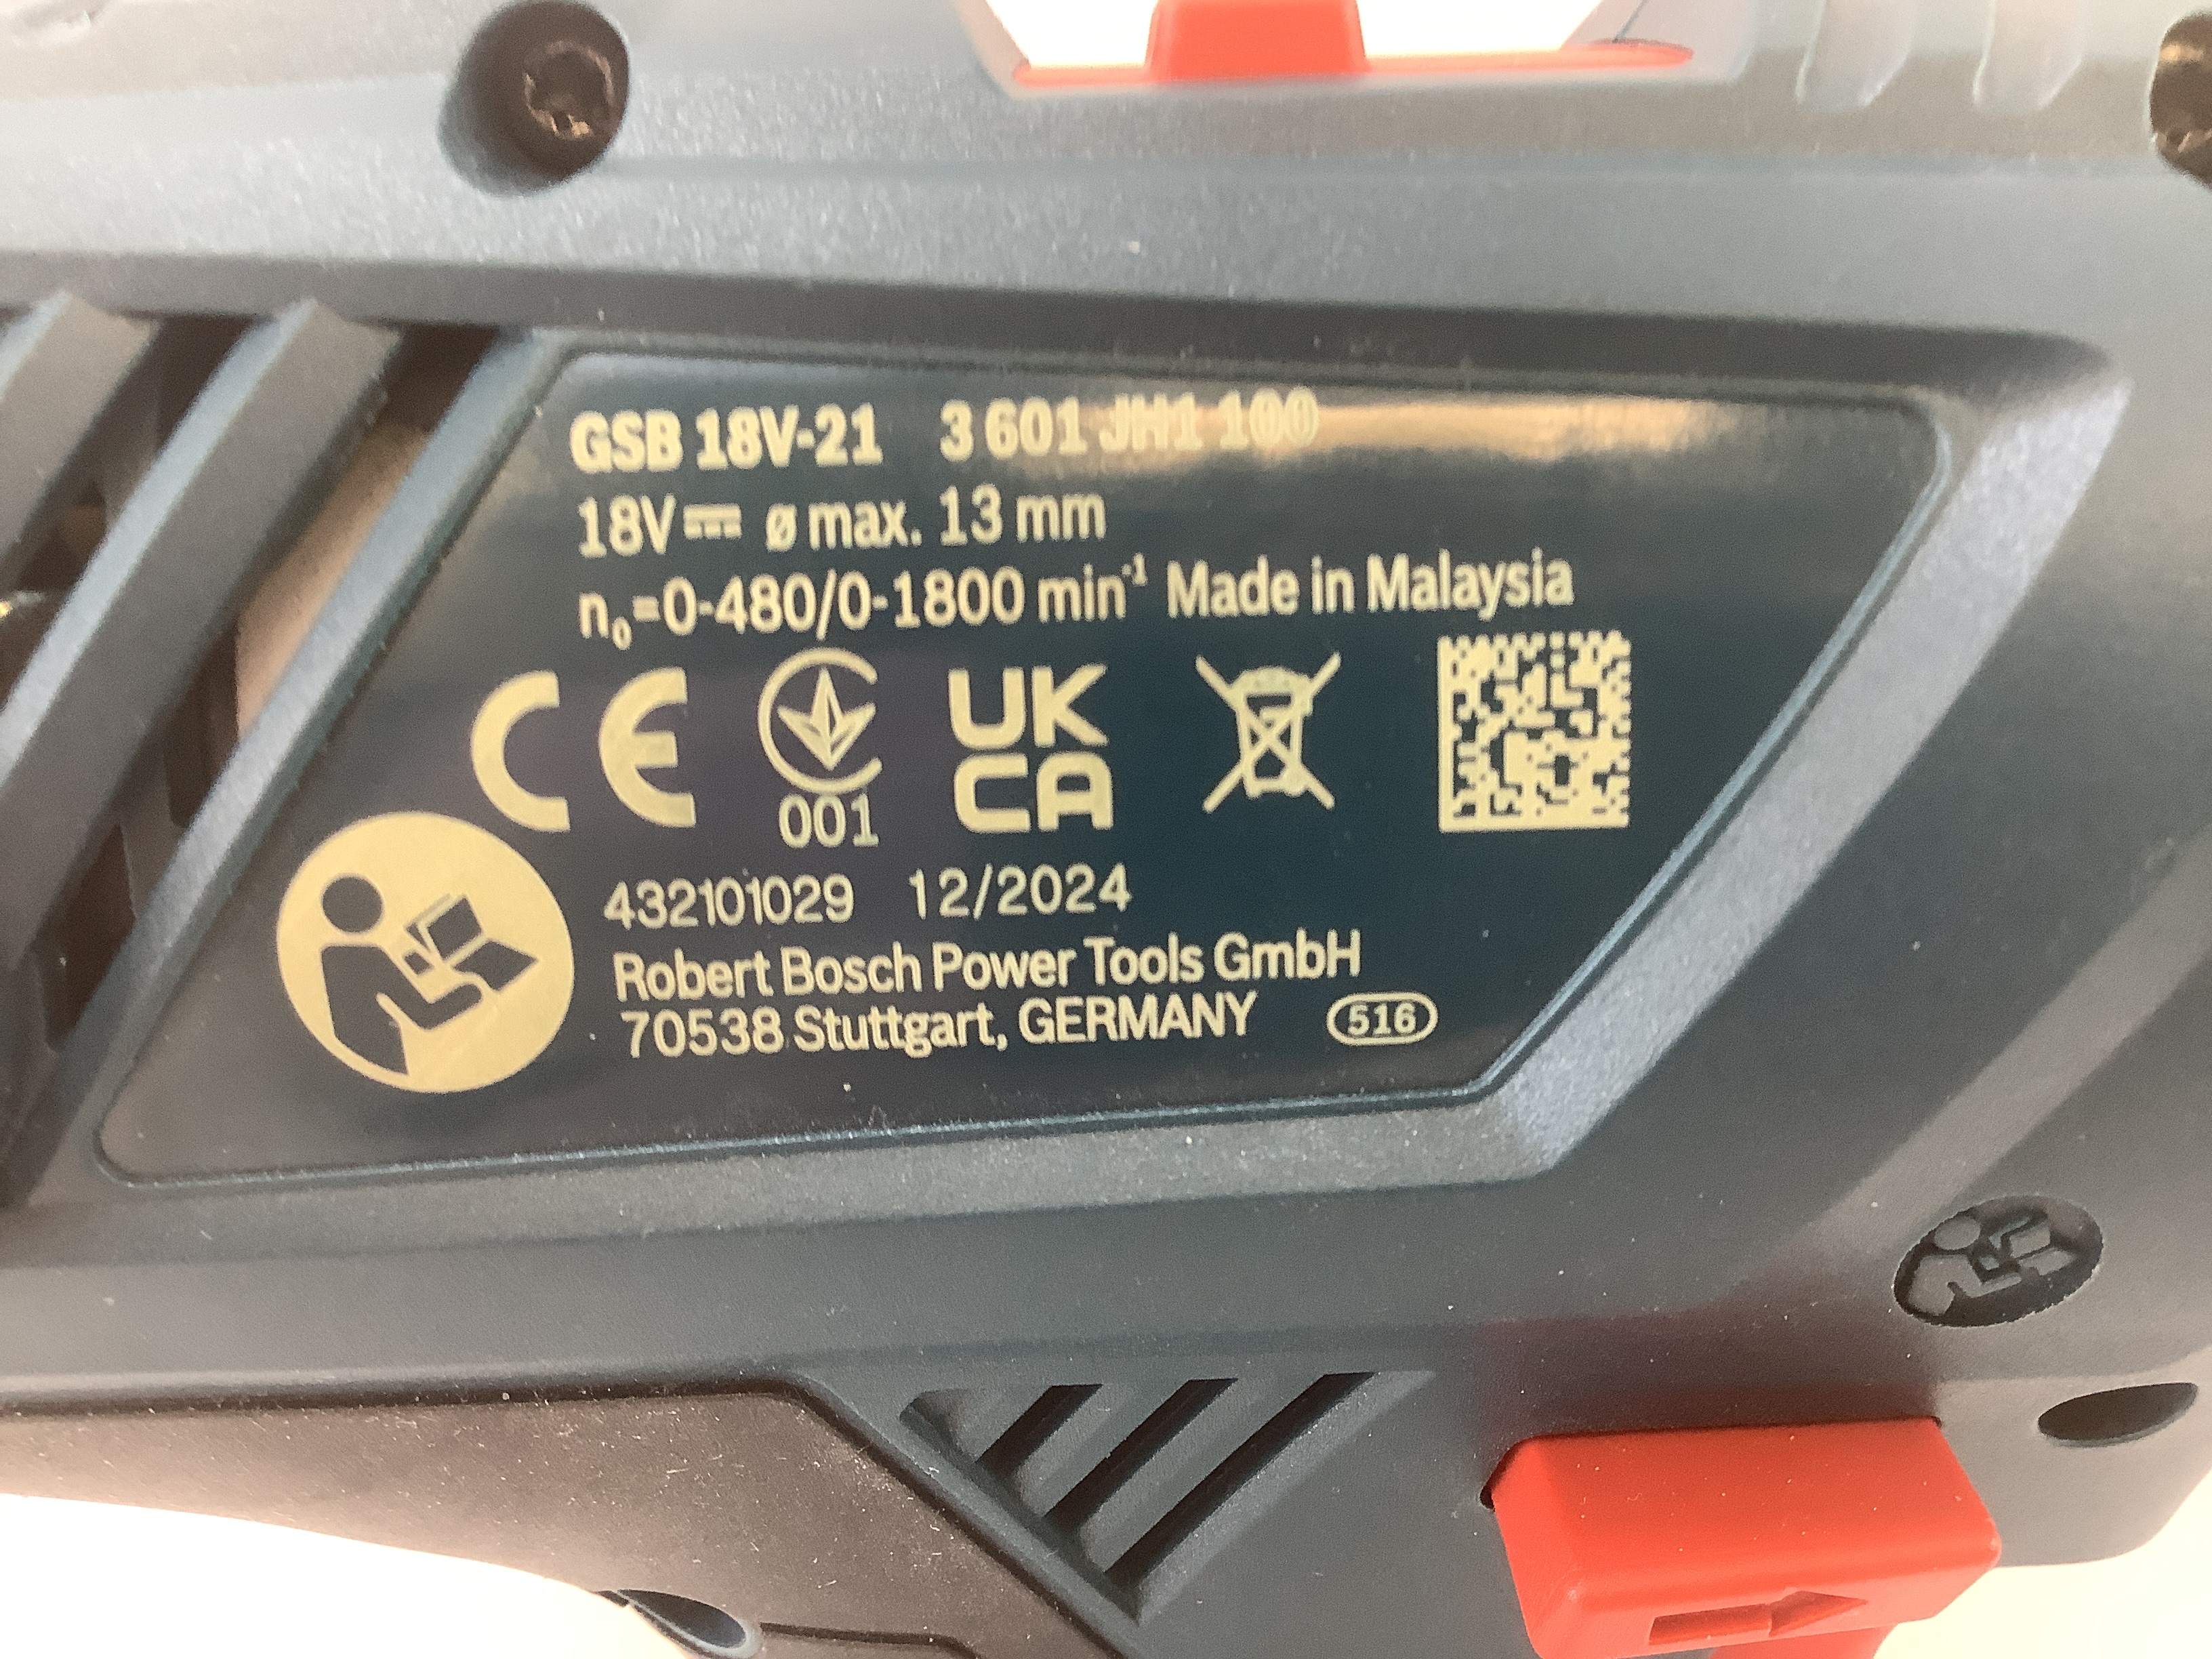 GSB 18V-21 3 601 JH1 100
18V⎓ ø max. 13 mm
n₀=0-480/0-1800 min⁻¹ Made in Malaysia
CE 001 UK CA
432101029 12/2024
Robert Bosch Power Tools GmbH
70538 Stuttgart, GERMANY 516